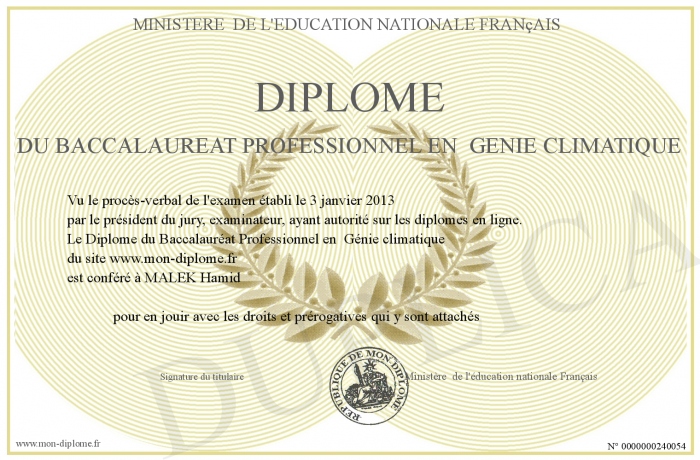 MINISTERE DE L'EDUCATION NATIONALE FRANçAIS
DIPLOME
DU BACCALAUREAT PROFESSIONNEL EN GENIE CLIMATIQUE
Vu le procès-verbal de l'examen établi le 3 janvier 2013
par le président du jury, examinateur, ayant autorité sur les diplomes en ligne.
Le Diplome du Baccalauréat Professionnel en Génie climatique
du site www.mon-diplome.fr
est conféré à MALEK Hamid
pour en jouir avec les droits et prérogatives qui y sont attachés
DUPLICATA
Signature du titulaire
REPUBLIQUE DE MON-DIPLOME
Ministère de l'éducation nationale Français
www.mon-diplome.fr
N° 0000000240054